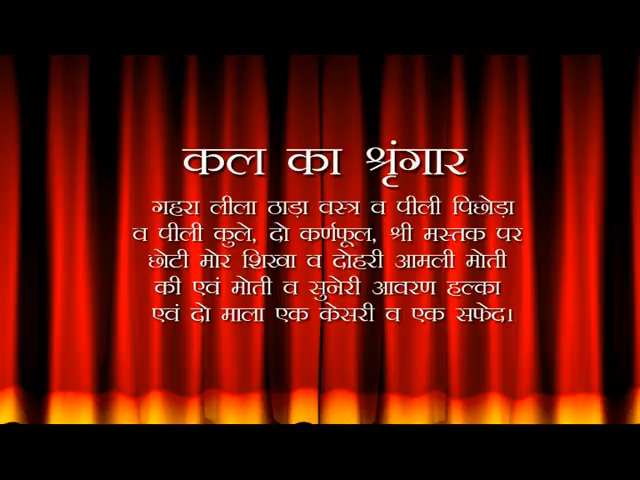 कल का श्रृंगार
गहरा लीला ठाड़ा वस्त्र व पीली पिछोड़ा
व पीली कुले, दो कर्णफूल, श्री मस्तक पर
छोटी मोर शिखा व दोहरी आमली मोती
की एवं मोती व सुनेरी आवरण हल्का
एवं दो माला एक केसरी व एक सफेद।